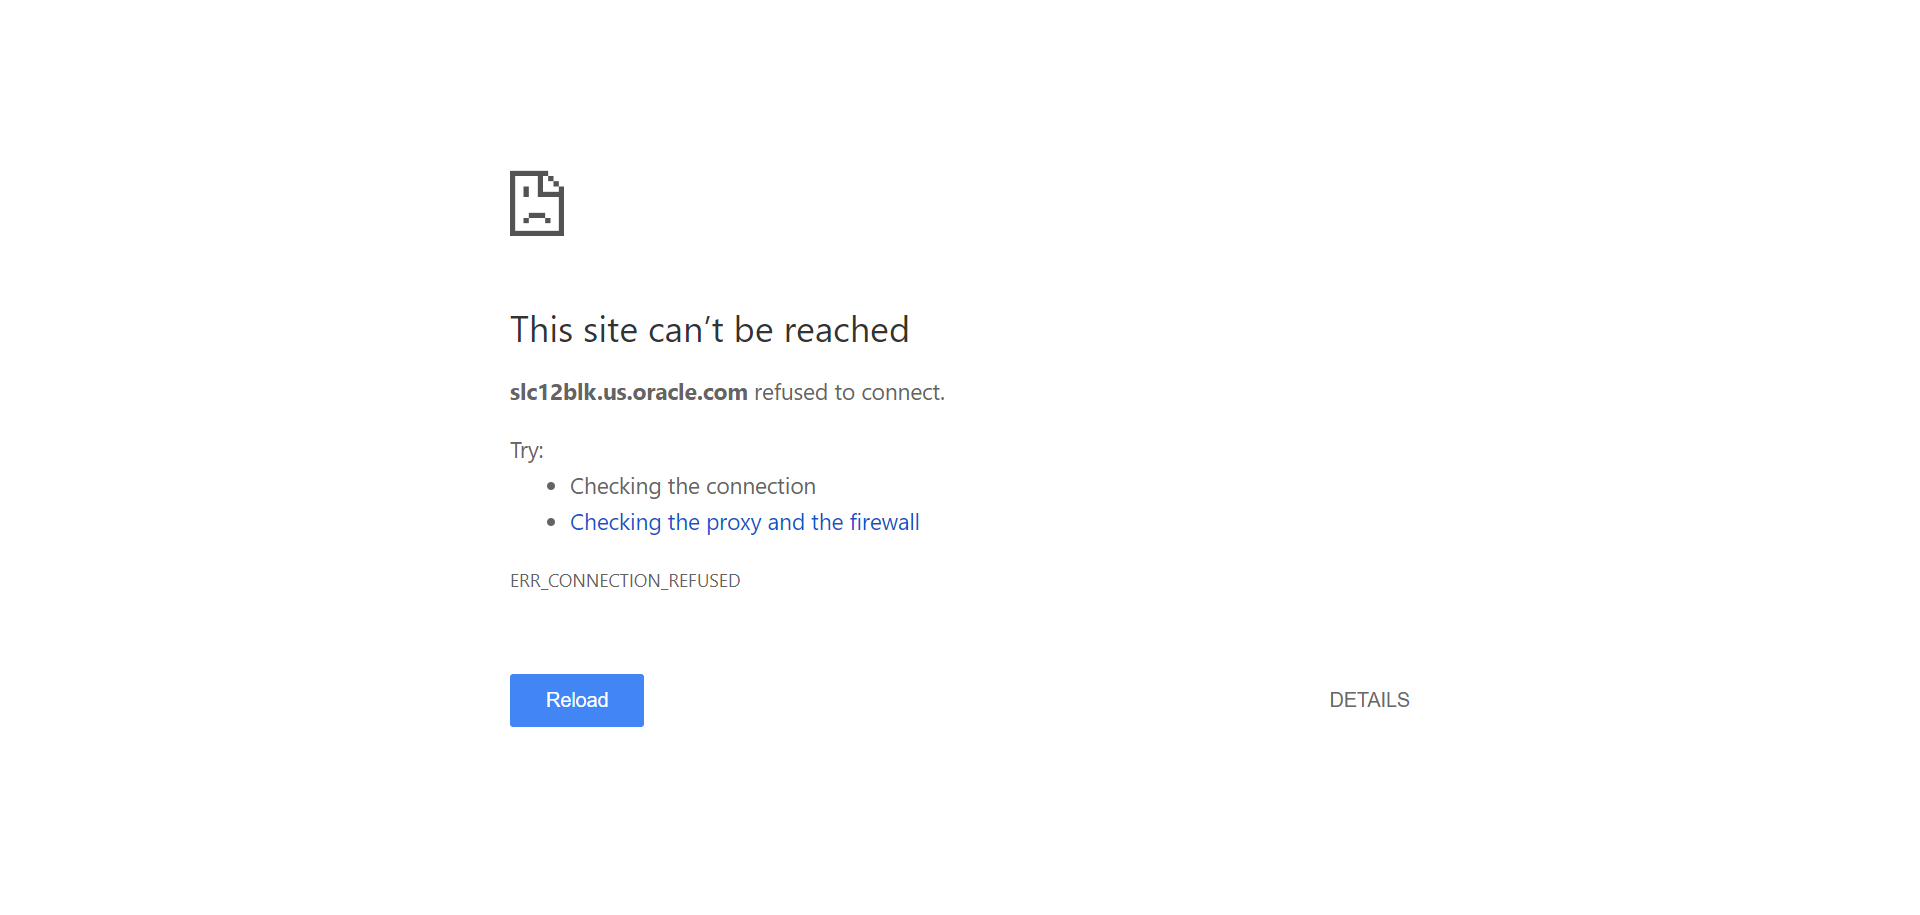 This site can’t be reached
slc12blk.us.oracle.com refused to connect.
Try:
• Checking the connection
• Checking the proxy and the firewall
ERR_CONNECTION_REFUSED
Reload
DETAILS